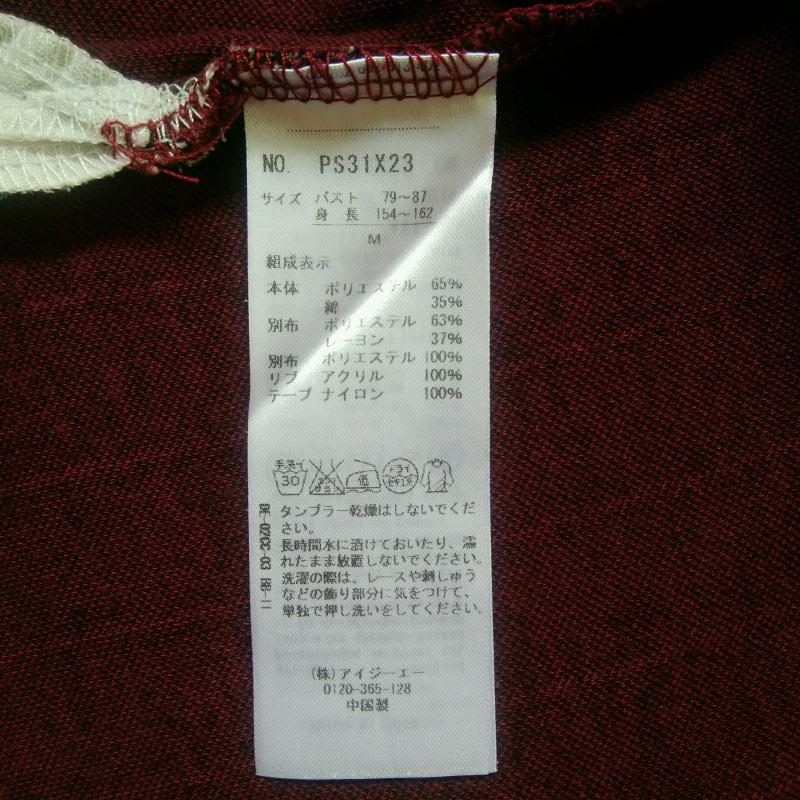 NO. PS31X23
サイズ バスト 79～87
身 長 154～162
M
組成表示
本体 ポリエステル 65%
綿 35%
別布 ポリエステル 63%
レーヨン 37%
別布 ポリエステル 100%
リブ アクリル 100%
テープ ナイロン 100%
手洗イ 30 低 ドライ
タンブラー乾燥はしないでくだ
さい。
長時間水に漬けておいたり、濡
れたまま放置しないでください。
洗濯の際は、レースや刺しゅう
などの飾り部分に気をつけて、
単独で押し洗いをしてください。
(株)アイジーエー
0120-365-128
中国製